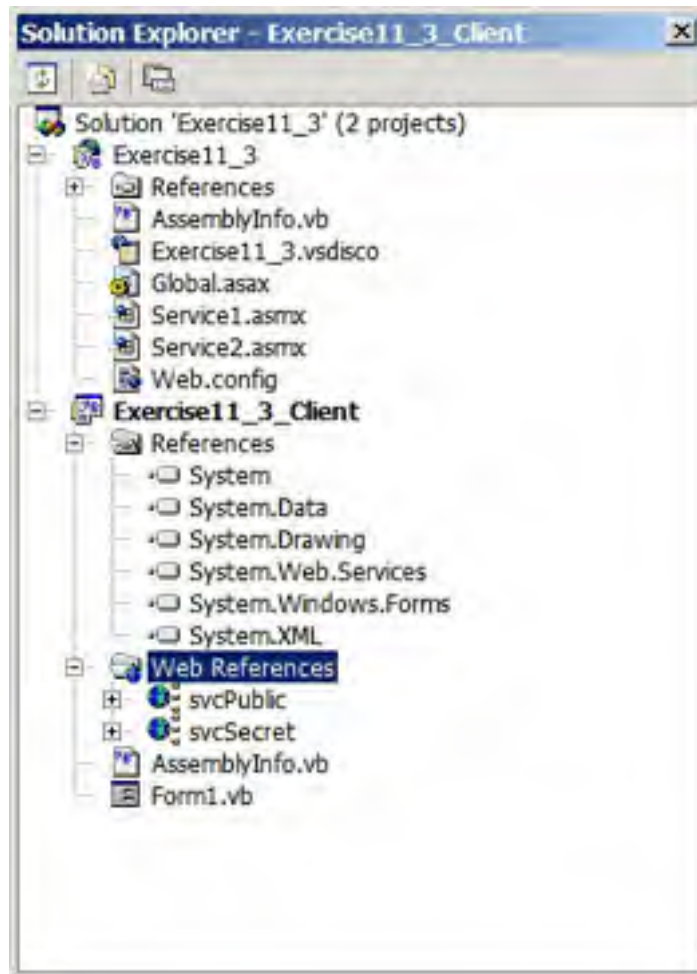 Solution Explorer - Exercise11_3_Client
Solution 'Exercise11_3' (2 projects)
Exercise11_3
References
AssemblyInfo.vb
Exercise11_3.vsdisco
Global.asax
Service1.asmx
Service2.asmx
Web.config
Exercise11_3_Client
References
System
System.Data
System.Drawing
System.Web.Services
System.Windows.Forms
System.XML
Web References
svcPublic
svcSecret
AssemblyInfo.vb
Form1.vb